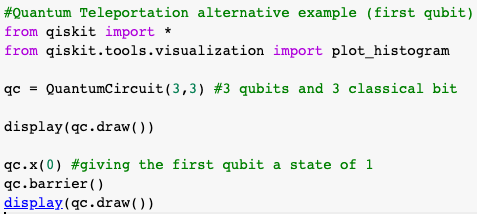 #Quantum Teleportation alternative example (first qubit)
from qiskit import *
from qiskit.tools.visualization import plot_histogram
qc = QuantumCircuit(3,3) #3 qubits and 3 classical bit
display(qc.draw())
qc.x(0) #giving the first qubit a state of 1
qc.barrier()
display(qc.draw())